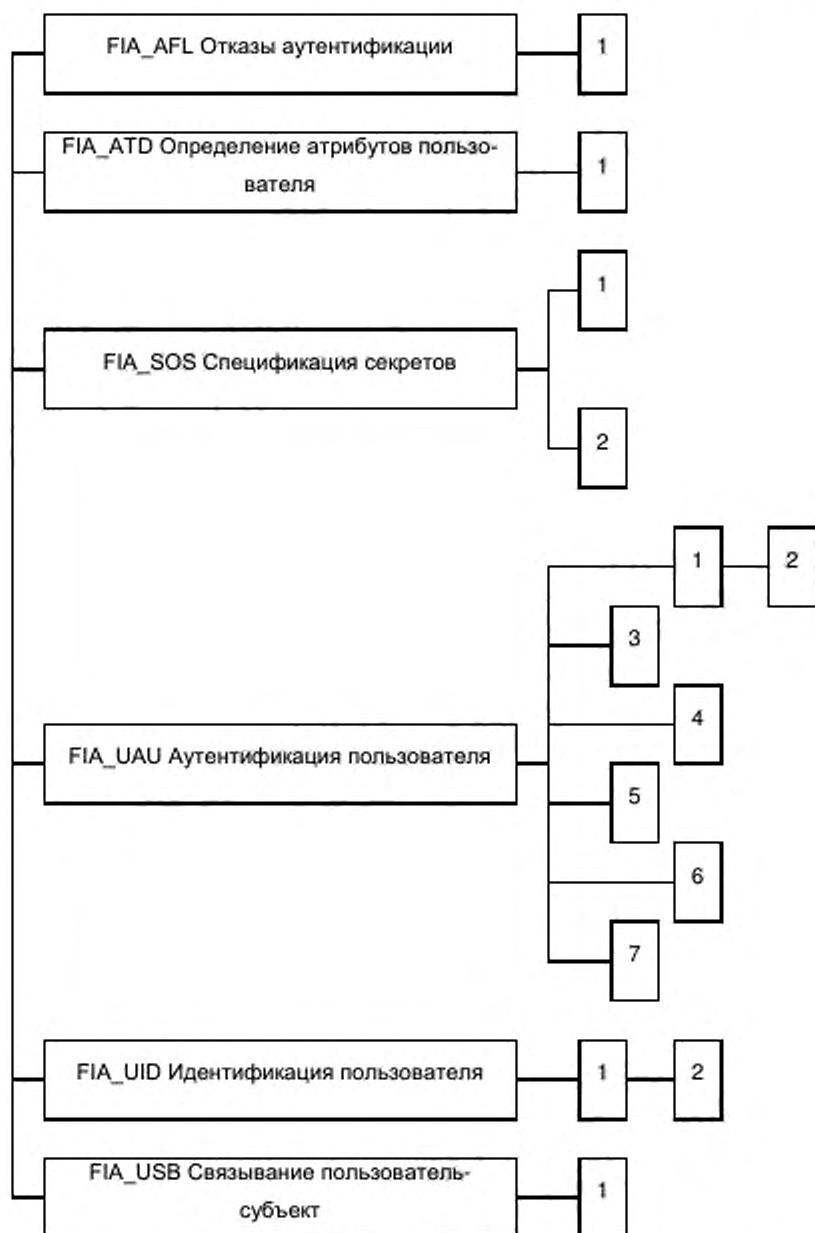 FIA_AFL Отказы аутентификации
1
FIA_ATD Определение атрибутов пользо-
вателя
1
1
FIA_SOS Спецификация секретов
2
1
2
3
4
FIA_UAU Аутентификация пользователя
5
6
7
FIA_UID Идентификация пользователя
1
2
FIA_USB Связывание пользователь-
субъект
1